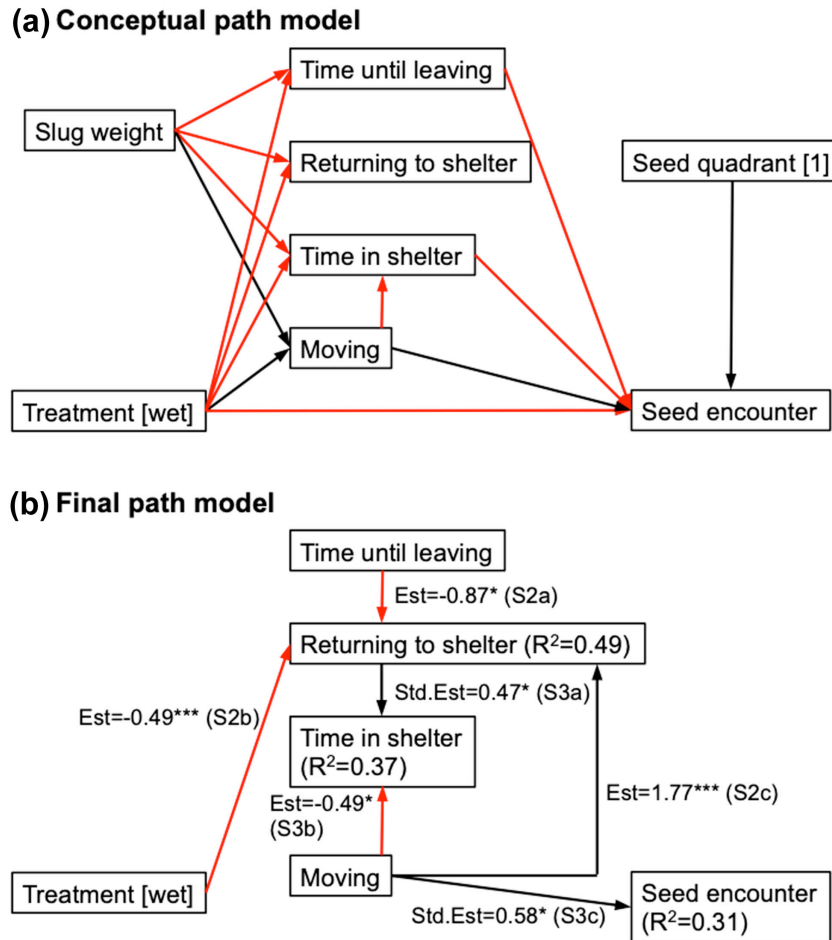 (a) Conceptual path model
Time until leaving
Slug weight
Returning to shelter
Seed quadrant [1]
Time in shelter
Moving
Treatment [wet]
Seed encounter
(b) Final path model
Time until leaving
Est=-0.87* (S2a)
Returning to shelter (R²=0.49)
Std.Est=0.47* (S3a)
Est=-0.49*** (S2b)
Time in shelter
(R²=0.37)
Est=-0.49*
(S3b)
Est=1.77*** (S2c)
Moving
Treatment [wet]
Seed encounter
(R²=0.31)
Std.Est=0.58* (S3c)